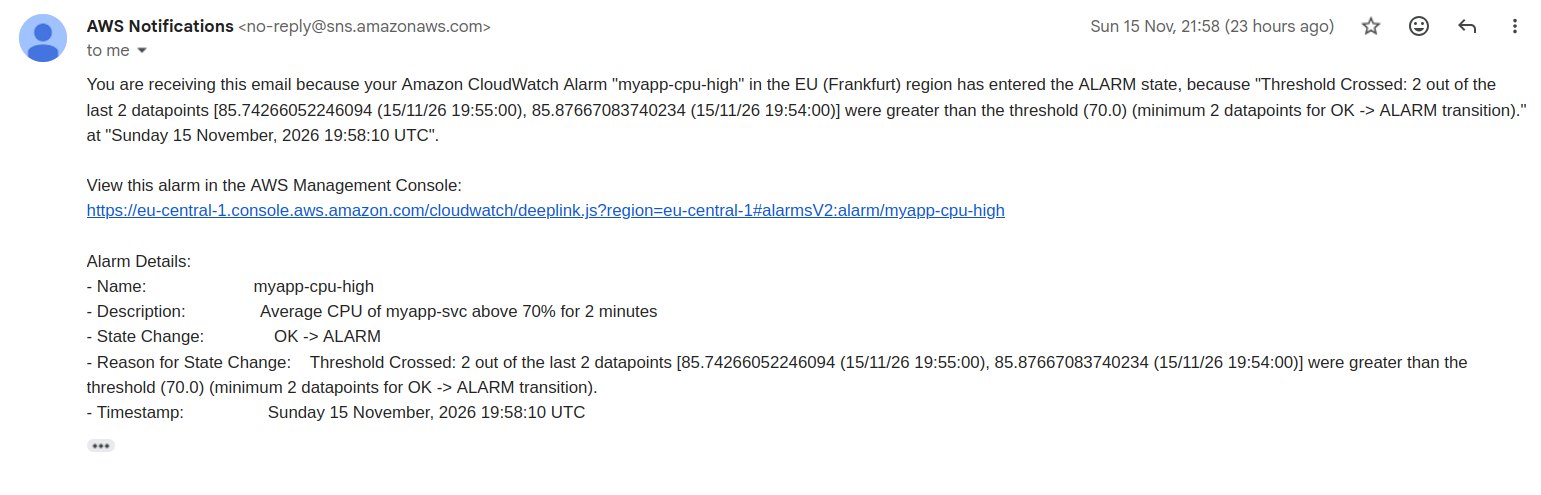 AWS Notifications <no-reply@sns.amazonaws.com>
Sun 15 Nov, 21:58 (23 hours ago)
to me
You are receiving this email because your Amazon CloudWatch Alarm "myapp-cpu-high" in the EU (Frankfurt) region has entered the ALARM state, because "Threshold Crossed: 2 out of the
last 2 datapoints [85.74266052246094 (15/11/26 19:55:00), 85.87667083740234 (15/11/26 19:54:00)] were greater than the threshold (70.0) (minimum 2 datapoints for OK -> ALARM transition)."
at "Sunday 15 November, 2026 19:58:10 UTC".
View this alarm in the AWS Management Console:
https://eu-central-1.console.aws.amazon.com/cloudwatch/deeplink.js?region=eu-central-1#alarmsV2:alarm/myapp-cpu-high
Alarm Details:
- Name: myapp-cpu-high
- Description: Average CPU of myapp-svc above 70% for 2 minutes
- State Change: OK -> ALARM
- Reason for State Change: Threshold Crossed: 2 out of the last 2 datapoints [85.74266052246094 (15/11/26 19:55:00), 85.87667083740234 (15/11/26 19:54:00)] were greater than the
threshold (70.0) (minimum 2 datapoints for OK -> ALARM transition).
- Timestamp: Sunday 15 November, 2026 19:58:10 UTC